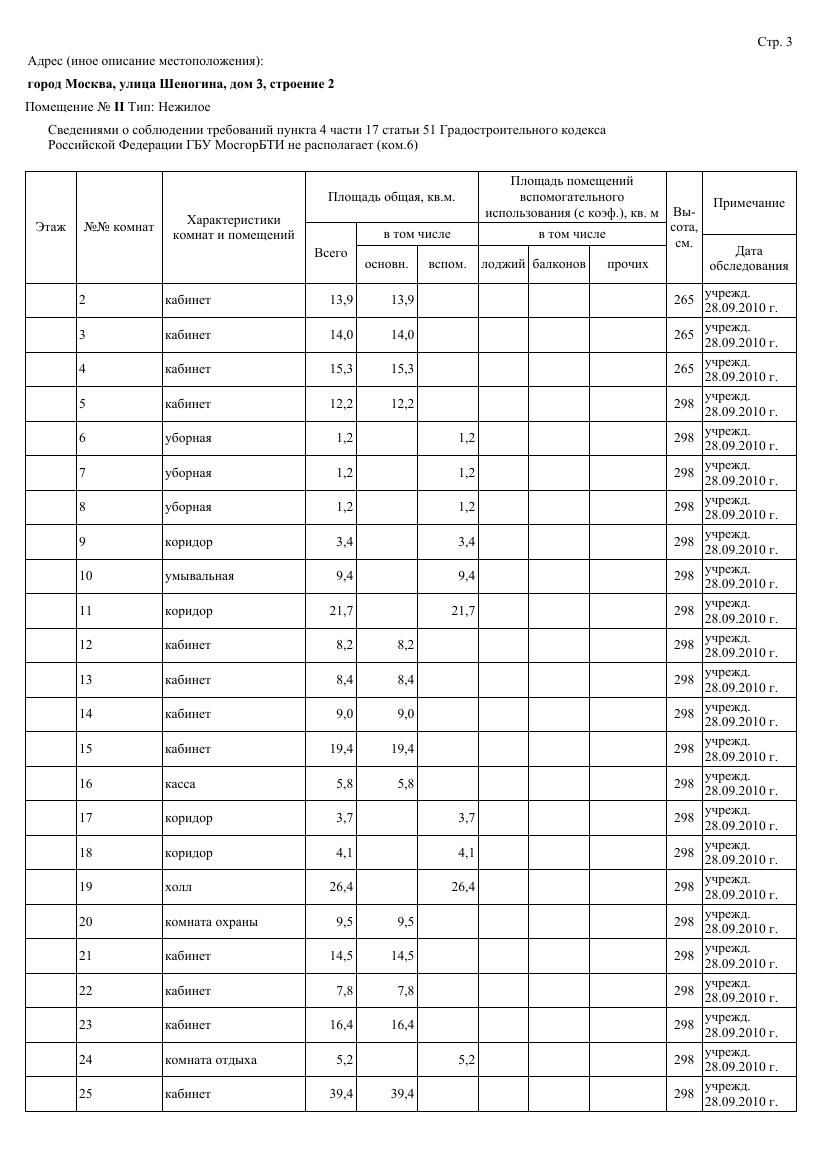 Стр. 3
Адрес (иное описание местоположения):
город Москва, улица Шеногина, дом 3, строение 2
Помещение № II Тип: Нежилое
Сведениями о соблюдении требований пункта 4 части 17 статьи 51 Градостроительного кодекса
Российской Федерации ГБУ МосгорБТИ не располагает (ком.6)
Этаж №№ комнат Характеристики комнат и помещений Площадь общая, кв.м. Площадь помещений вспомогательного использования (с коэф.), кв. м Вы-сота, см. Примечание
Всего в том числе в том числе Дата обследования
основн. вспом. лоджий балконов прочих
2 кабинет 13,9 13,9 265 учрежд. 28.09.2010 г.
3 кабинет 14,0 14,0 265 учрежд. 28.09.2010 г.
4 кабинет 15,3 15,3 265 учрежд. 28.09.2010 г.
5 кабинет 12,2 12,2 298 учрежд. 28.09.2010 г.
6 уборная 1,2 1,2 298 учрежд. 28.09.2010 г.
7 уборная 1,2 1,2 298 учрежд. 28.09.2010 г.
8 уборная 1,2 1,2 298 учрежд. 28.09.2010 г.
9 коридор 3,4 3,4 298 учрежд. 28.09.2010 г.
10 умывальная 9,4 9,4 298 учрежд. 28.09.2010 г.
11 коридор 21,7 21,7 298 учрежд. 28.09.2010 г.
12 кабинет 8,2 8,2 298 учрежд. 28.09.2010 г.
13 кабинет 8,4 8,4 298 учрежд. 28.09.2010 г.
14 кабинет 9,0 9,0 298 учрежд. 28.09.2010 г.
15 кабинет 19,4 19,4 298 учрежд. 28.09.2010 г.
16 касса 5,8 5,8 298 учрежд. 28.09.2010 г.
17 коридор 3,7 3,7 298 учрежд. 28.09.2010 г.
18 коридор 4,1 4,1 298 учрежд. 28.09.2010 г.
19 холл 26,4 26,4 298 учрежд. 28.09.2010 г.
20 комната охраны 9,5 9,5 298 учрежд. 28.09.2010 г.
21 кабинет 14,5 14,5 298 учрежд. 28.09.2010 г.
22 кабинет 7,8 7,8 298 учрежд. 28.09.2010 г.
23 кабинет 16,4 16,4 298 учрежд. 28.09.2010 г.
24 комната отдыха 5,2 5,2 298 учрежд. 28.09.2010 г.
25 кабинет 39,4 39,4 298 учрежд. 28.09.2010 г.